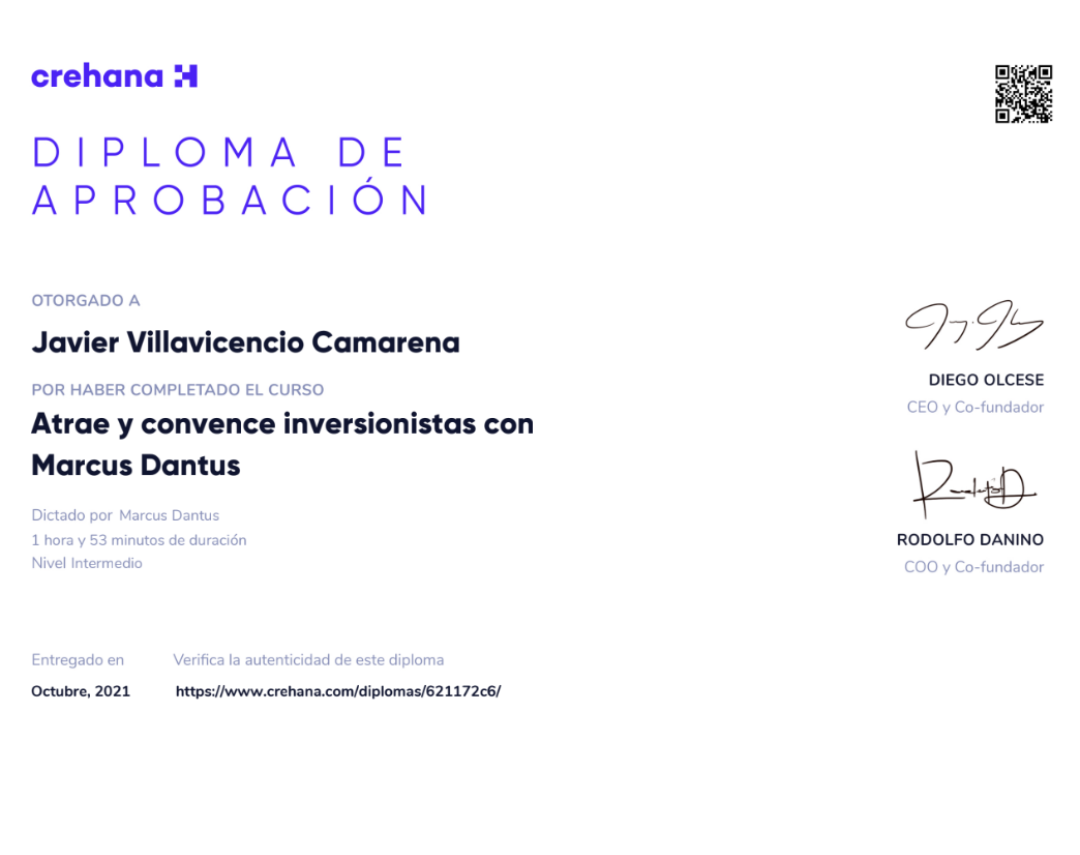 crehana
DIPLOMA DE
APROBACIÓN
OTORGADO A
Javier Villavicencio Camarena
POR HABER COMPLETADO EL CURSO
Atrae y convence inversionistas con
Marcus Dantus
Dictado por Marcus Dantus
1 hora y 53 minutos de duración
Nivel Intermedio
DIEGO OLCESE
CEO y Co-fundador
RODOLFO DANINO
COO y Co-fundador
Entregado en
Octubre, 2021
Verifica la autenticidad de este diploma
https://www.crehana.com/diplomas/621172c6/